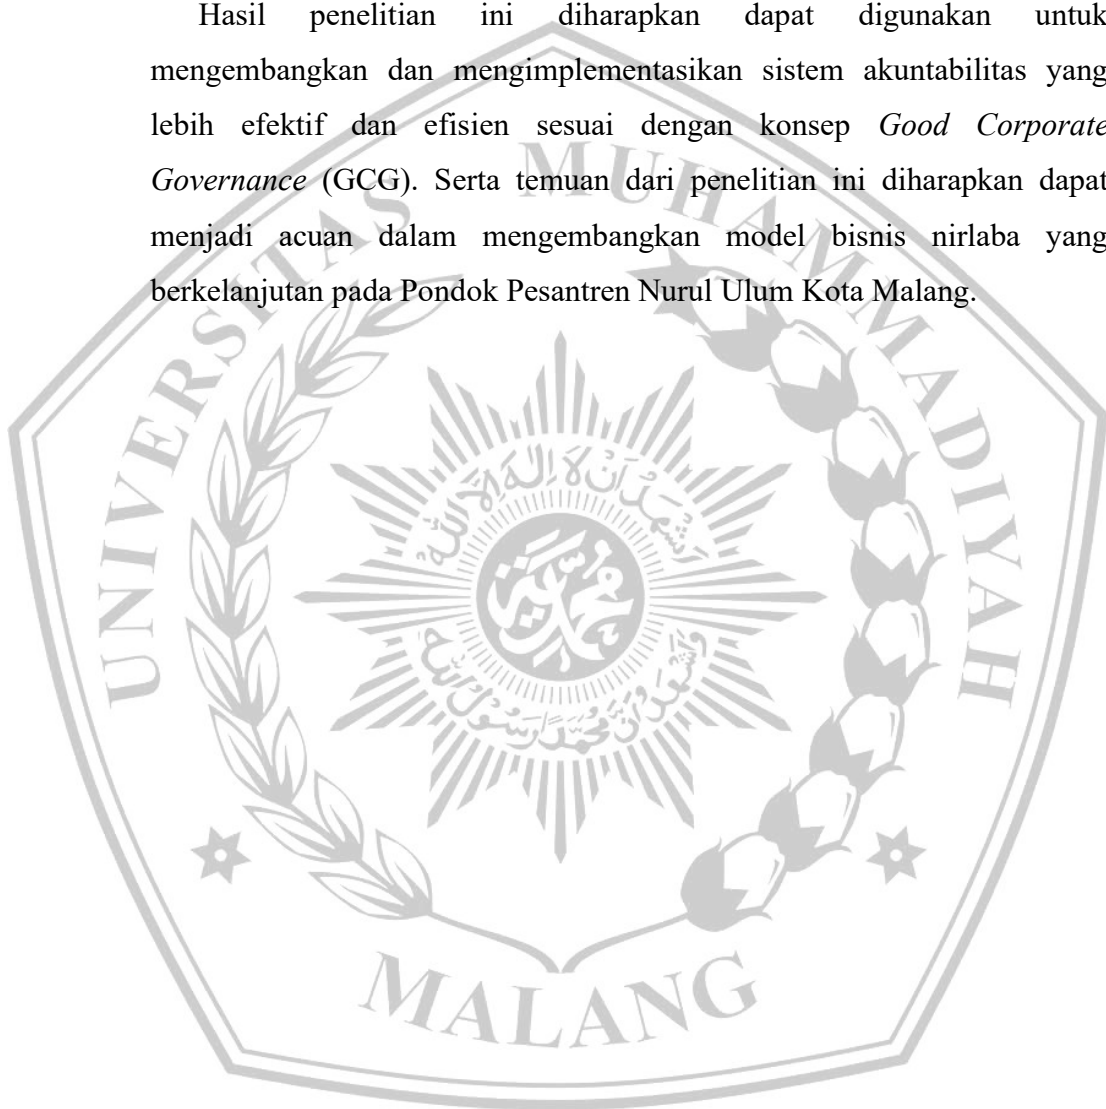 Hasil penelitian ini diharapkan dapat digunakan untuk
mengembangkan dan mengimplementasikan sistem akuntabilitas yang
lebih efektif dan efisien sesuai dengan konsep Good Corporate
Governance (GCG). Serta temuan dari penelitian ini diharapkan dapat
menjadi acuan dalam mengembangkan model bisnis nirlaba yang
berkelanjutan pada Pondok Pesantren Nurul Ulum Kota Malang.
UNIVERSITAS MUHAMMADIYAH
MALANG